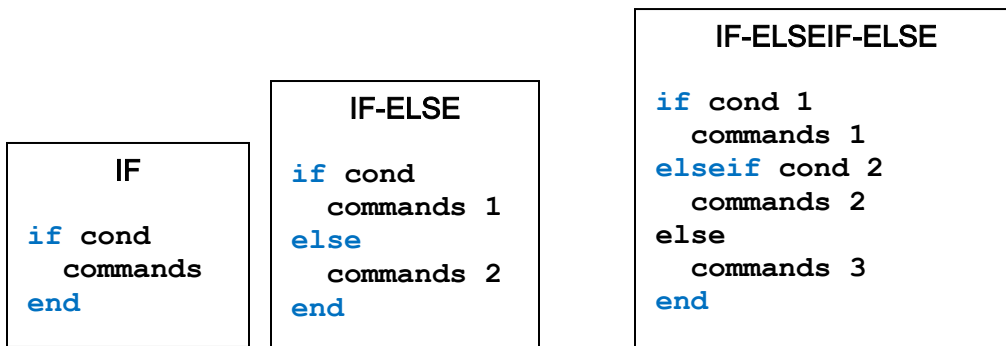 IF
if cond
commands
end
IF-ELSE
if cond
commands 1
else
commands 2
end
IF-ELSEIF-ELSE
if cond 1
commands 1
elseif cond 2
commands 2
else
commands 3
end